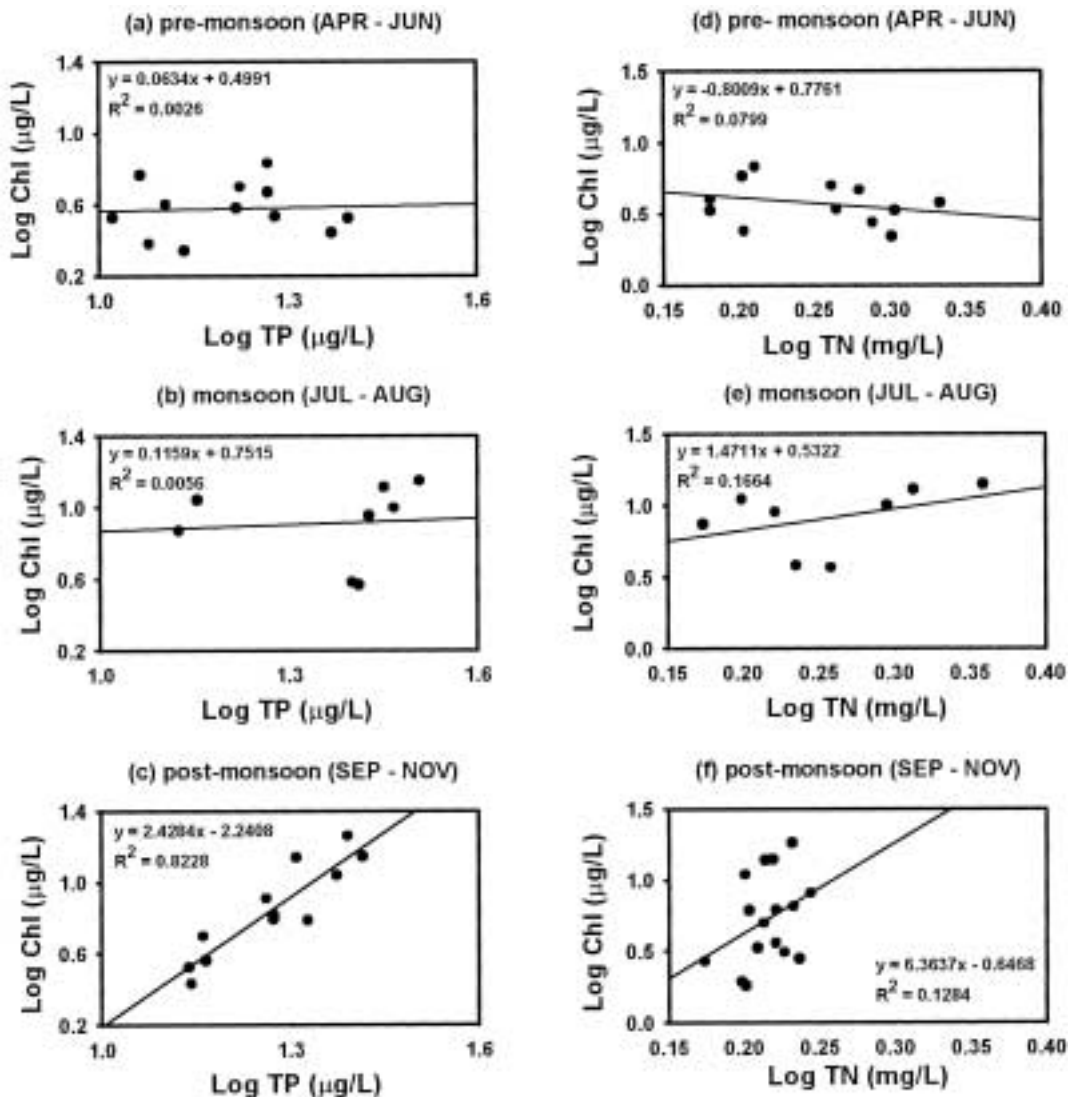 (a) pre-monsoon (APR - JUN)
1.4
1.0
0.6
0.2
Log Chl (µg/L)
y = 0.0634x + 0.4991
R² = 0.0026
1.0 1.3 1.6
Log TP (µg/L)
(d) pre- monsoon (APR - JUN)
1.5
1.0
0.5
0.0
Log Chl (µg/L)
y = -0.8009x + 0.7761
R² = 0.0799
0.15 0.20 0.25 0.30 0.35 0.40
Log TN (mg/L)
(b) monsoon (JUL - AUG)
1.4
1.0
0.6
0.2
Log Chl (µg/L)
y = 0.1159x + 0.7515
R² = 0.0056
1.0 1.3 1.6
Log TP (µg/L)
(e) monsoon (JUL - AUG)
1.5
1.0
0.5
0.0
Log Chl (µg/L)
y = 1.4711x + 0.5322
R² = 0.1664
0.15 0.20 0.25 0.30 0.35 0.40
Log TN (mg/L)
(c) post-monsoon (SEP - NOV)
1.4
1.0
0.6
0.2
Log Chl (µg/L)
y = 2.4284x - 2.2408
R² = 0.8228
1.0 1.3 1.6
Log TP (µg/L)
(f) post-monsoon (SEP - NOV)
1.5
1.0
0.5
0.0
Log Chl (µg/L)
y = 6.3637x - 0.6468
R² = 0.1284
0.15 0.20 0.25 0.30 0.35 0.40
Log TN (mg/L)